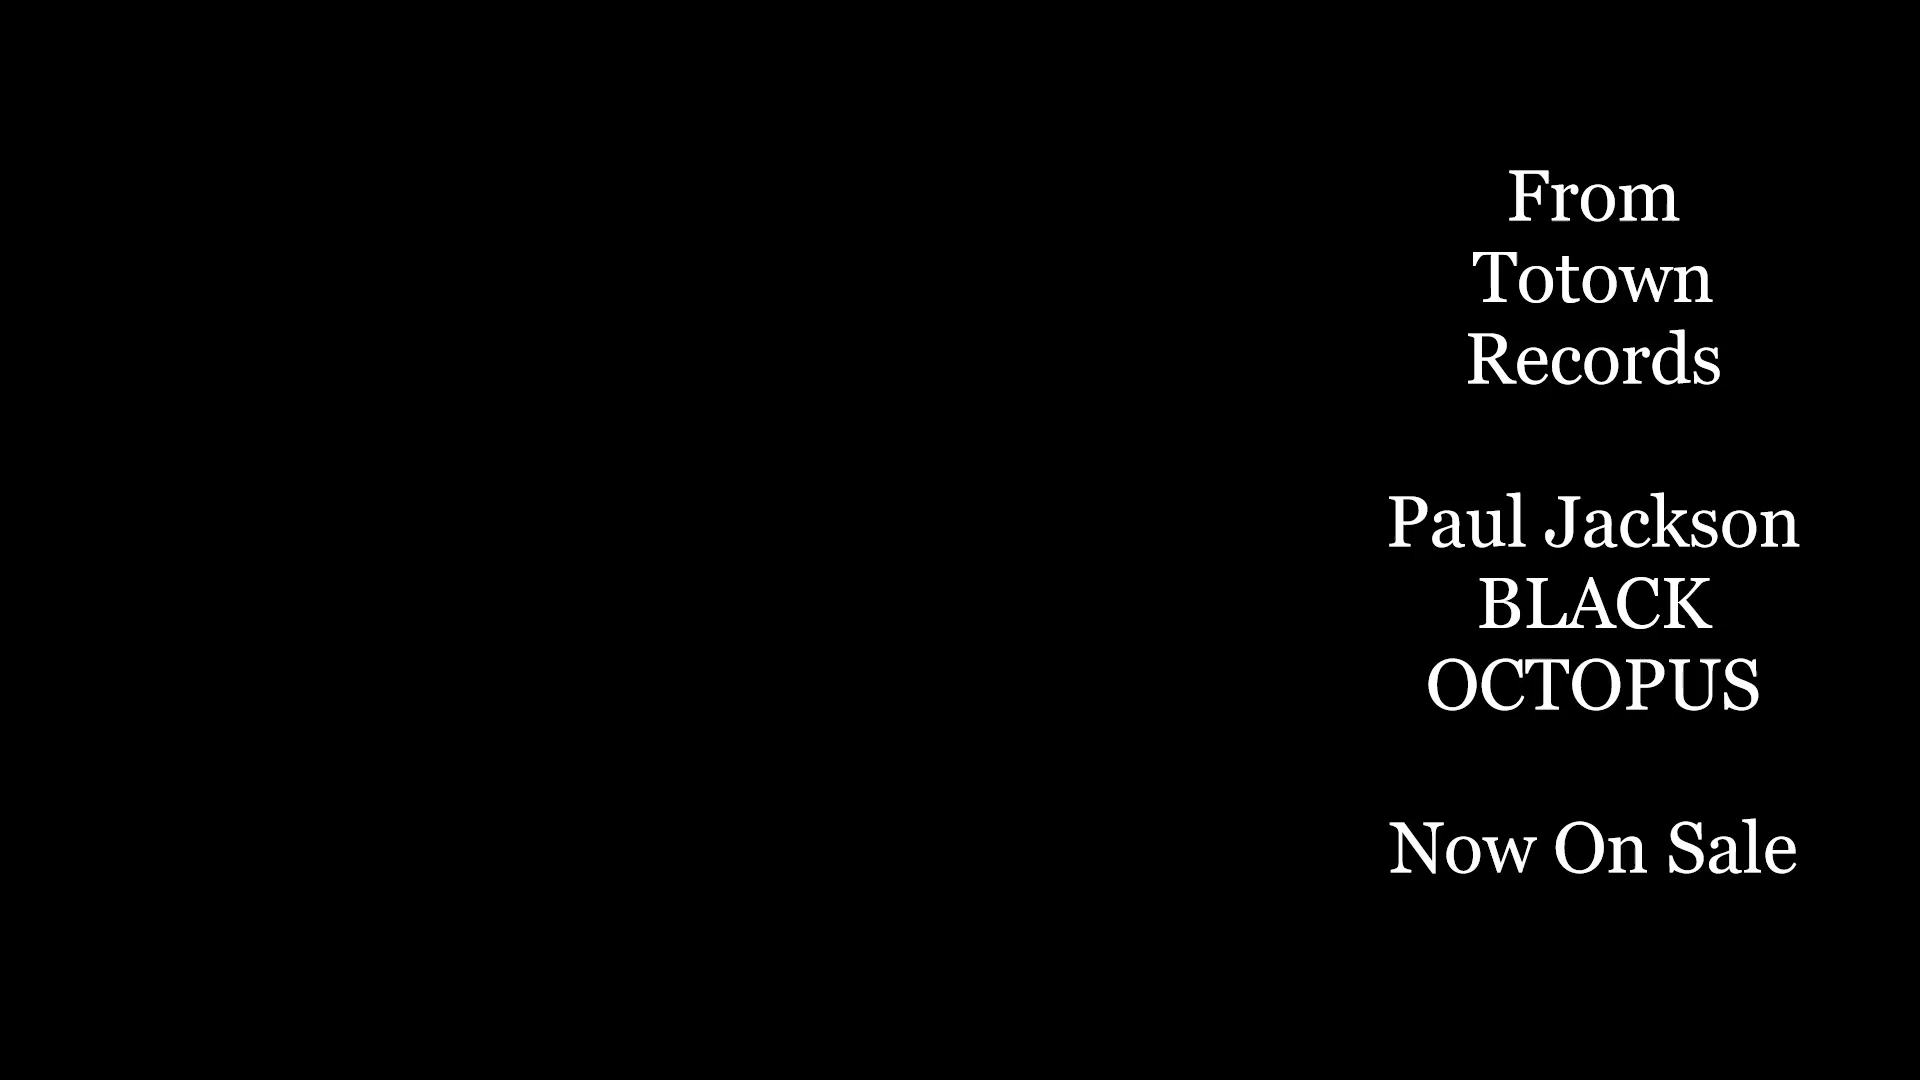 From
Totown
Records
Paul Jackson
BLACK
OCTOPUS
Now On Sale